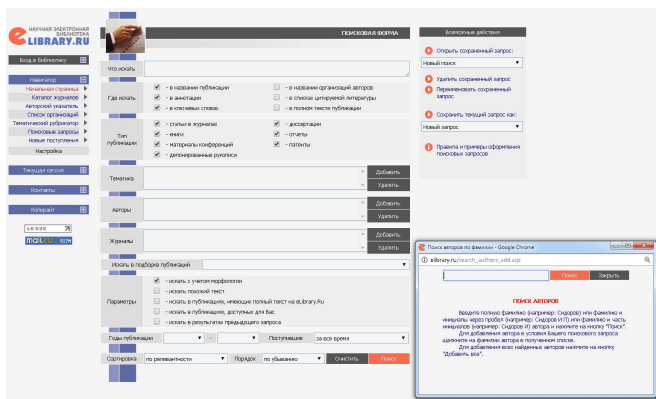 НАУЧНАЯ ЭЛЕКТРОННАЯ
БИБЛИОТЕКА
eLIBRARY.RU
Вход в библиотеку
Навигатор
Начальная страница
Каталог журналов
Авторский указатель
Список организаций
Тематический рубрикатор
Поисковые запросы
Новые поступления
Настройка
Текущая сессия
Контакты
Копирайт
mail.ru
ПОИСКОВАЯ ФОРМА
Что искать
Где искать
- в названии публикации
- в названии организаций авторов
- в аннотации
- в списках цитируемой литературы
- в ключевых словах
- в полном тексте публикации
Тип публикации
- статьи в журналах
- диссертации
- книги
- отчеты
- материалы конференций
- патенты
- депонированные рукописи
Тематика
Добавить
Удалить
Авторы
Добавить
Удалить
Журналы
Добавить
Удалить
Искать в подборке публикаций
Параметры
- искать с учетом морфологии
- искать похожий текст
- искать в публикациях, имеющих полный текст на eLibrary.Ru
- искать в публикациях, доступных для Вас
- искать в результатах предыдущего запроса
Годы публикации
-
Поступившие
за все время
Сортировка
по релевантности
Порядок
по убыванию
Очистить
Поиск
Возможные действия
Открыть сохраненный запрос:
Новый поиск
Удалить сохраненный запрос
Переименовать сохраненный
запрос
Сохранить текущий запрос как:
Новый запрос
Правила и примеры оформления
поисковых запросов
Поиск авторов по фамилии - Google Chrome
elibrary.ru/search_authors_add.asp
Поиск
Закрыть
ПОИСК АВТОРОВ
Введите полную фамилию (например: Сидоров) или фамилию и
инициалы через пробел (например: Сидоров И П) или фамилию и часть
инициалов (например: Сидоров И) автора и нажмите на кнопку "Поиск".
Для добавления автора в условия Вашего поискового запроса
щелкните на фамилии автора в полученном списке.
Для добавления всех найденных авторов нажмите на кнопку
"Добавить все".